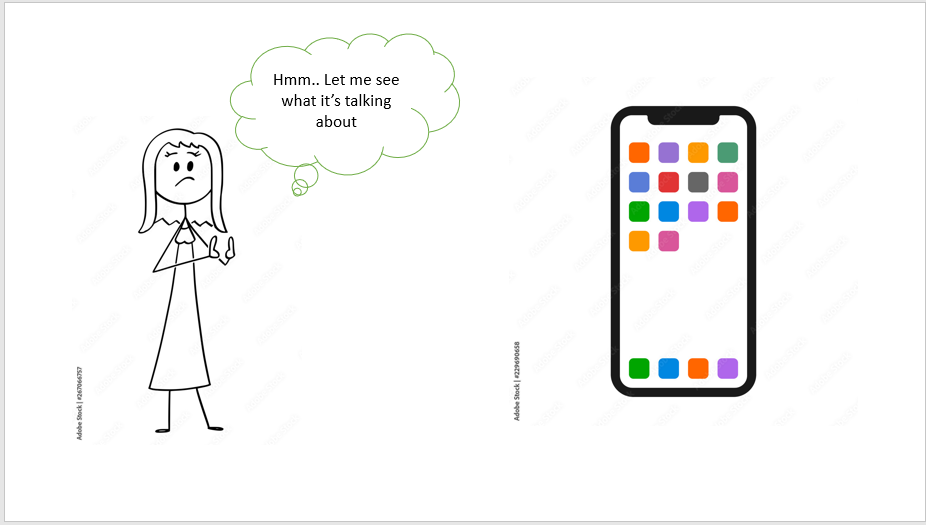 Hmm.. Let me see
what it's talking
about
Adobe Stock | #267066757
Adobe Stock | #229690658